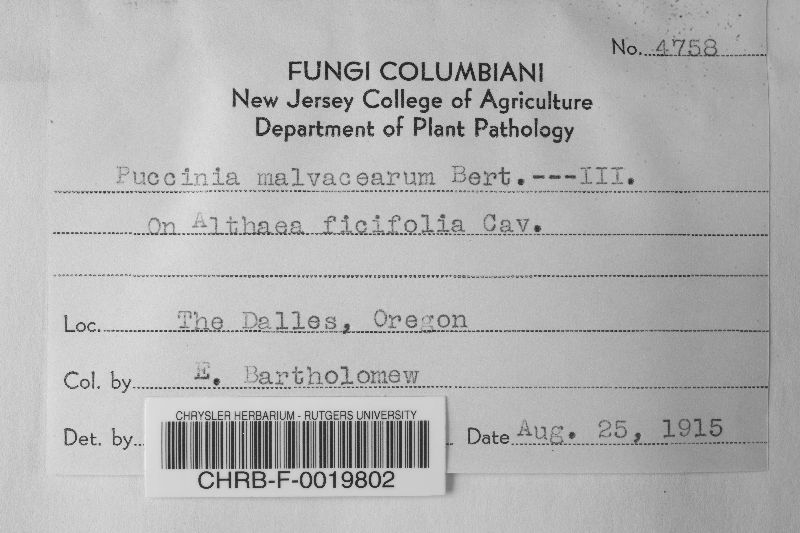 No. 4758
FUNGI COLUMBIANI
New Jersey College of Agriculture
Department of Plant Pathology
Puccinia malvacearum Bert.---III.
On Althaea ficifolia Cav.
Loc. The Dalles, Oregon
Col. by E. Bartholomew
Det. by Date Aug. 25, 1915
CHRYSLER HERBARIUM - RUTGERS UNIVERSITY
CHRB-F-0019802